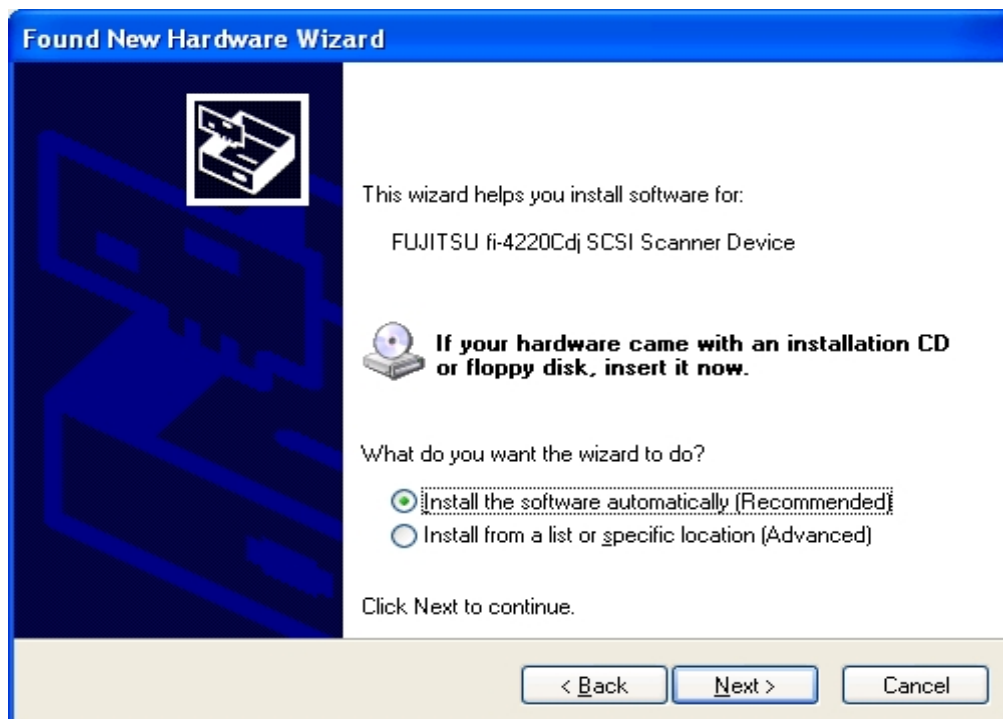 Found New Hardware Wizard
This wizard helps you install software for:
FUJITSU fi-4220Cdj SCSI Scanner Device
If your hardware came with an installation CD
or floppy disk, insert it now.
What do you want the wizard to do?
Install the software automatically (Recommended)
Install from a list or specific location (Advanced)
Click Next to continue.
< Back Next > Cancel